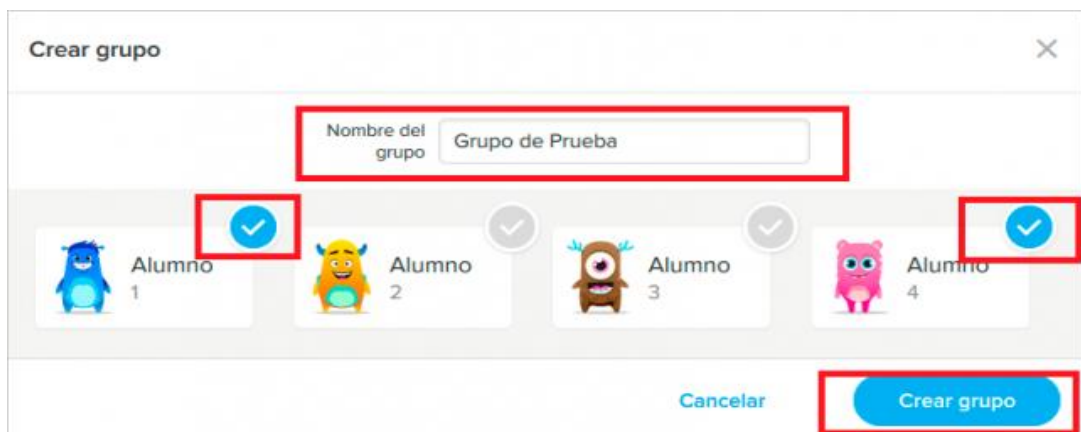 Crear grupo
Nombre del
grupo
Grupo de Prueba
Alumno
1
Alumno
2
Alumno
3
Alumno
4
Cancelar
Crear grupo